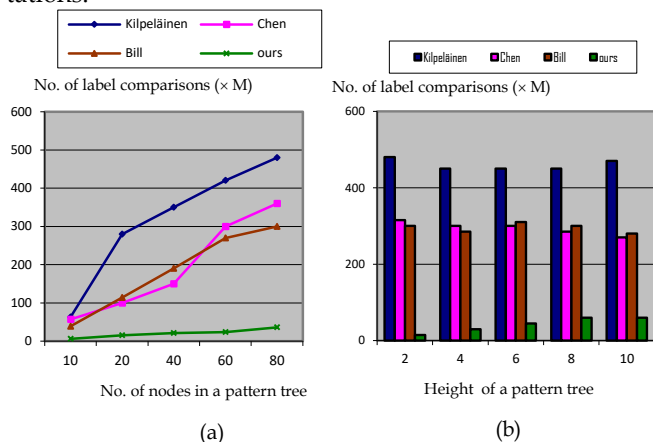 tations.
Kilpeläinen Chen
Bill ours
No. of label comparisons (× M)
600
500
400
300
200
100
0
10 20 40 60 80
No. of nodes in a pattern tree
(a)
Kilpeläinen Chen Bill ours
No. of label comparisons (× M)
600
400
200
0
2 4 6 8 10
Height of a pattern tree
(b)